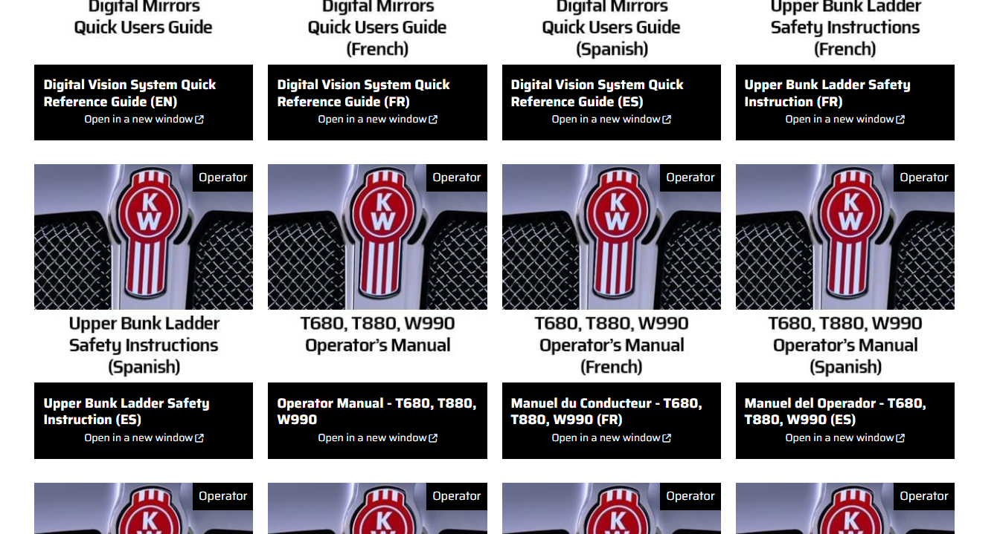 Digital Mirrors
Quick Users Guide
Digital Mirrors
Quick Users Guide
(French)
Digital Mirrors
Quick Users Guide
(Spanish)
Upper Bunk Ladder
Safety Instructions
(French)
Digital Vision System Quick
Reference Guide (EN)
Open in a new window
Digital Vision System Quick
Reference Guide (FR)
Open in a new window
Digital Vision System Quick
Reference Guide (ES)
Open in a new window
Upper Bunk Ladder Safety
Instruction (FR)
Open in a new window
Operator
KW
Upper Bunk Ladder
Safety Instructions
(Spanish)
Upper Bunk Ladder Safety
Instruction (ES)
Open in a new window
Operator
KW
T680, T880, W990
Operator’s Manual
Operator Manual - T680, T880,
W990
Open in a new window
Operator
KW
T680, T880, W990
Operator’s Manual
(French)
Manuel du Conducteur - T680,
T880, W990 (FR)
Open in a new window
Operator
KW
T680, T880, W990
Operator’s Manual
(Spanish)
Manuel del Operador - T680,
T880, W990 (ES)
Open in a new window
Operator
KW
Operator
KW
Operator
KW
Operator
KW